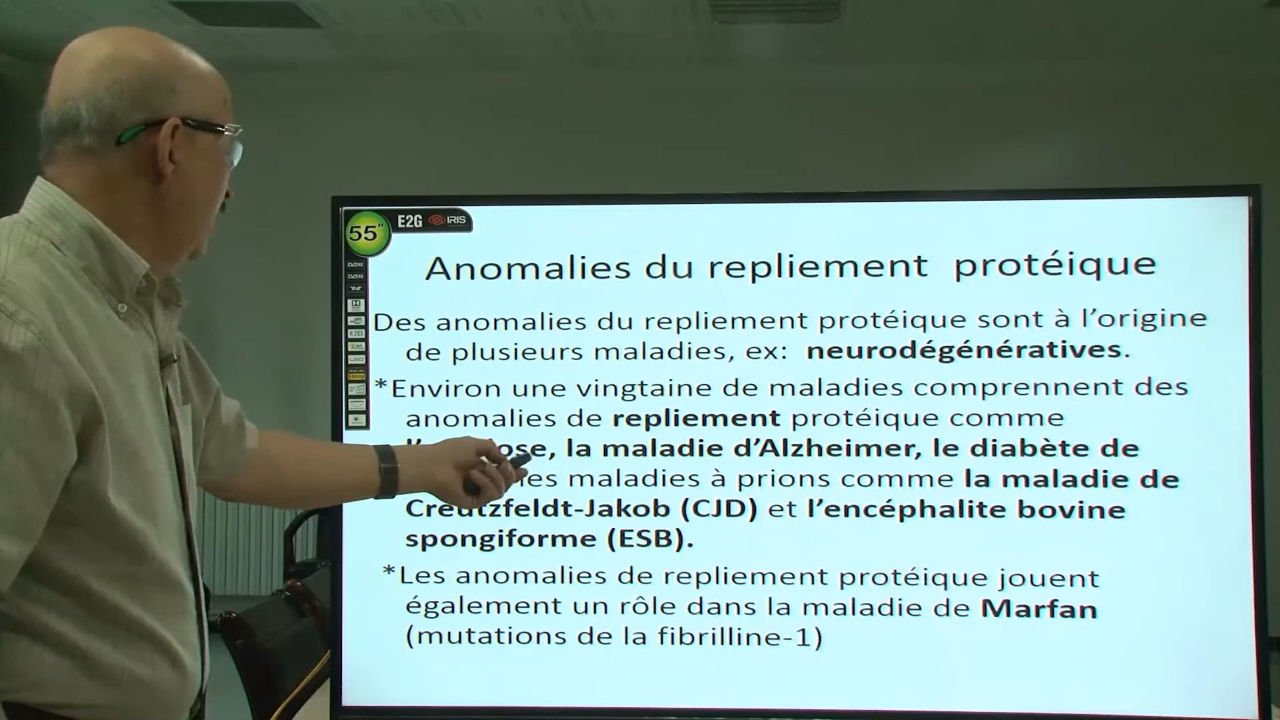 55"
E2G IRIS
Anomalies du repliement protéique
Des anomalies du repliement protéique sont à l'origine
de plusieurs maladies, ex: neurodégénératives.
*Environ une vingtaine de maladies comprennent des
anomalies de repliement protéique comme
la maladie d'Alzheimer, le diabète de
maladies à prions comme la maladie de
Creutzfeldt-Jakob (CJD) et l'encéphalite bovine
spongiforme (ESB).
*Les anomalies de repliement protéique jouent
également un rôle dans la maladie de Marfan
(mutations de la fibrilline-1)